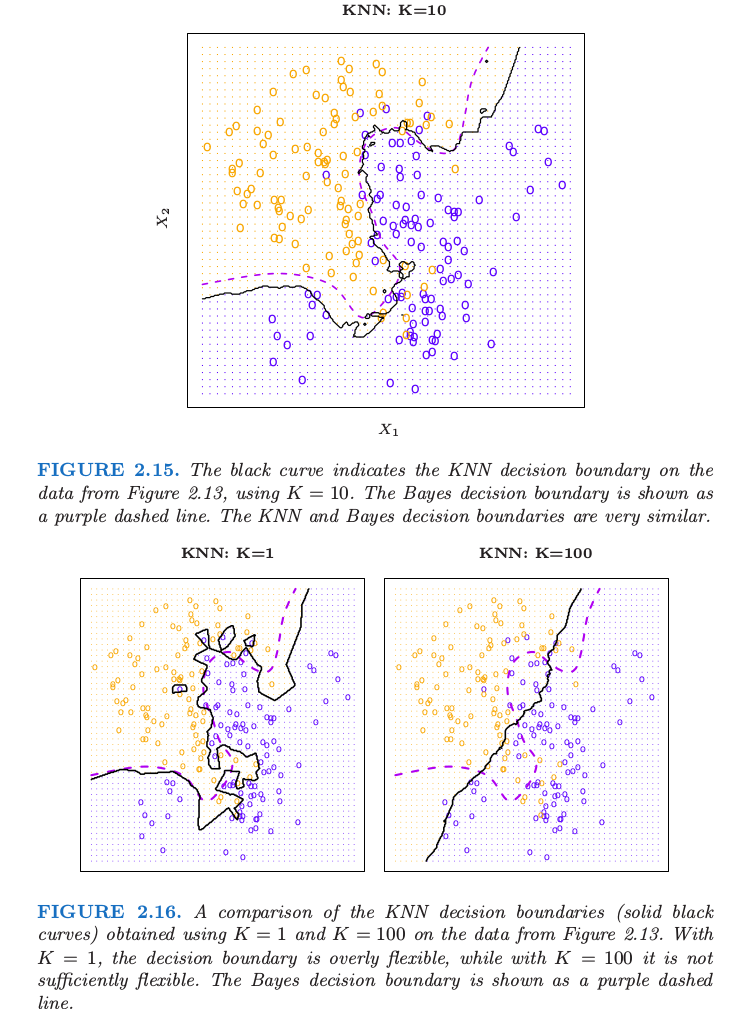 KNN: K=10
X₂
X₁
FIGURE 2.15. The black curve indicates the KNN decision boundary on the
data from Figure 2.13, using K = 10. The Bayes decision boundary is shown as
a purple dashed line. The KNN and Bayes decision boundaries are very similar.
KNN: K=1
KNN: K=100
FIGURE 2.16. A comparison of the KNN decision boundaries (solid black
curves) obtained using K = 1 and K = 100 on the data from Figure 2.13. With
K = 1, the decision boundary is overly flexible, while with K = 100 it is not
sufficiently flexible. The Bayes decision boundary is shown as a purple dashed
line.